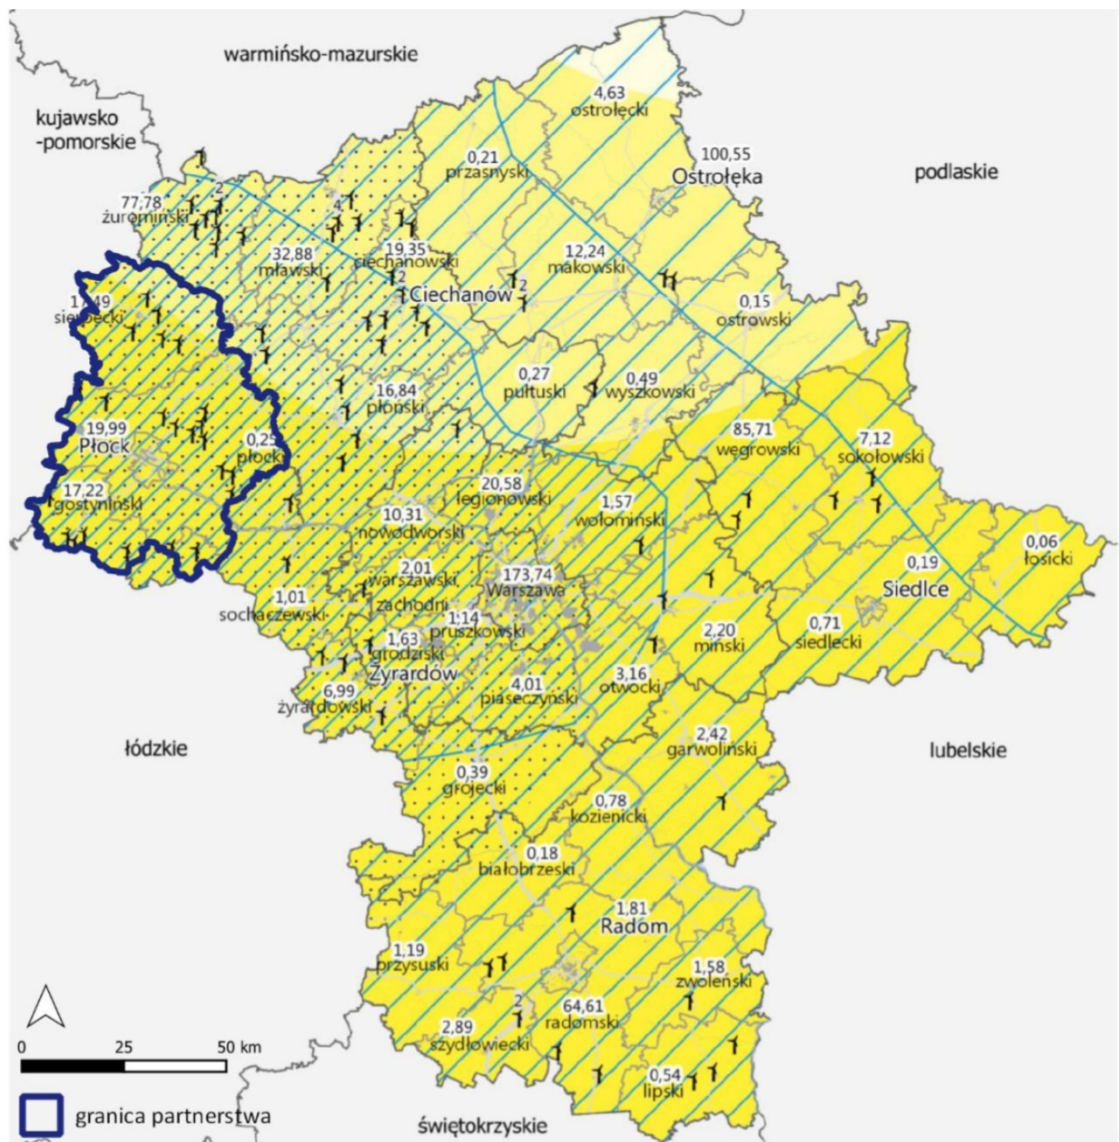 warmińsko-mazurskie
kujawsko
-pomorskie
4,63
ostrołęcki
0,21
przasnyski
100,55
Ostrołęka
podlaskie
77,78
żuromiński
2
4
32,88
mławski
19,35
ciechanowski
2
Ciechanów
2
12,24
makowski
0,15
ostrowski
sierpecki
16,84
płoński
0,27
pułtuski
0,49
wyszkowski
85,71
węgrowski
7,12
sokołowski
19,99
Płock
0,25
płocki
17,22
gostyniński
20,58
legionowski
10,31
nowodworski
1,57
wołomiński
0,06
łosicki
0,19
Siedlce
2,01
warszawski
zachodni
173,74
Warszawa
1,01
sochaczewski
1,14
pruszkowski
1,63
grodziski
Żyrardów
2,20
miński
0,71
siedlecki
6,99
żyrardowski
4,01
piaseczyński
3,16
otwocki
łódzkie
2,42
garwoliński
lubelskie
0,39
grójecki
0,78
kozienicki
0,18
białobrzeski
1,81
Radom
1,19
przysuski
1,58
zwoleński
2
2,89
szydłowiecki
64,61
radomski
0,54
lipski
0
25
50 km
granica partnerstwa
świętokrzyskie